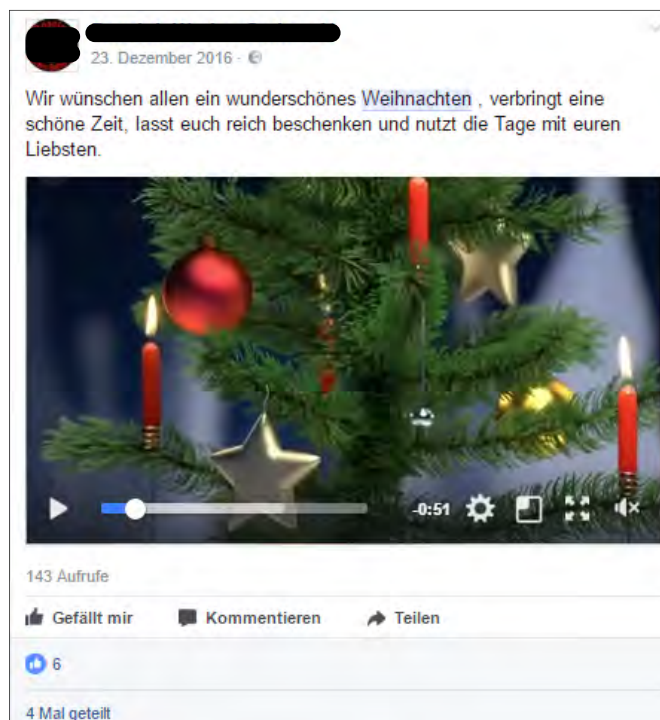 23. Dezember 2016 ·
Wir wünschen allen ein wunderschönes Weihnachten , verbringt eine
schöne Zeit, lasst euch reich beschenken und nutzt die Tage mit euren
Liebsten.
-0:51
143 Aufrufe
Gefällt mir Kommentieren Teilen
6
4 Mal geteilt